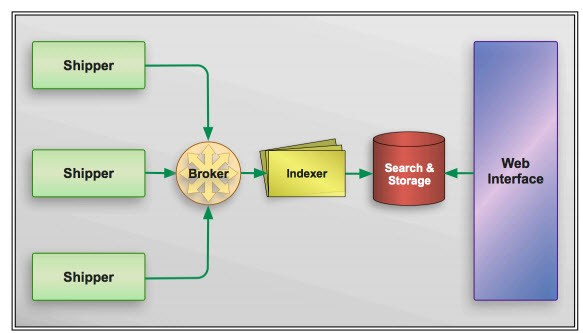 Shipper
Shipper
Broker
Indexer
Search &
Storage
Web
Interface
Shipper